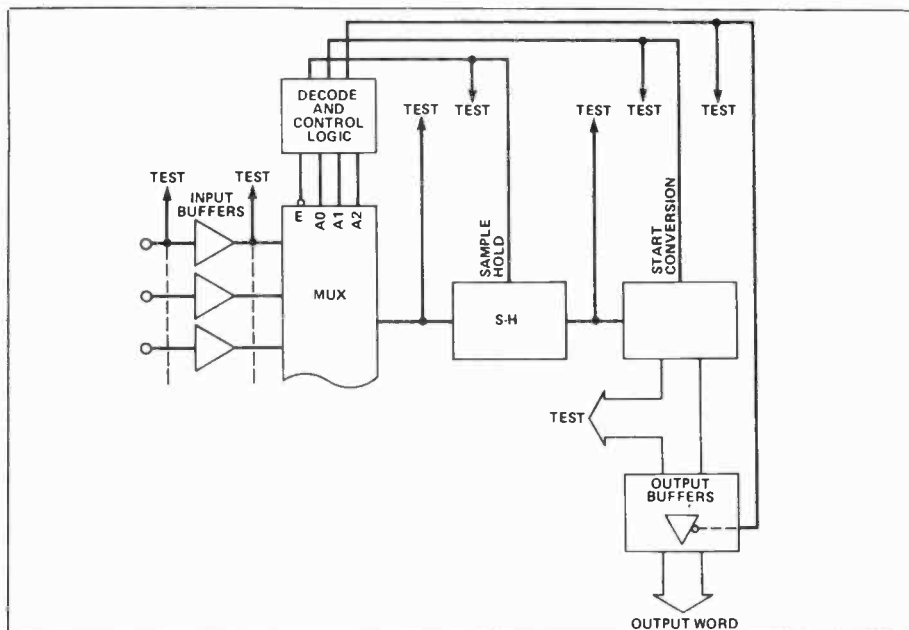 DECODE
AND
CONTROL
LOGIC
TEST
TEST
TEST
TEST
TEST
TEST
TEST
INPUT
BUFFERS
E
A0
A1
A2
MUX
SAMPLE
HOLD
S-H
START
CONVERSION
TEST
OUTPUT
BUFFERS
OUTPUT WORD